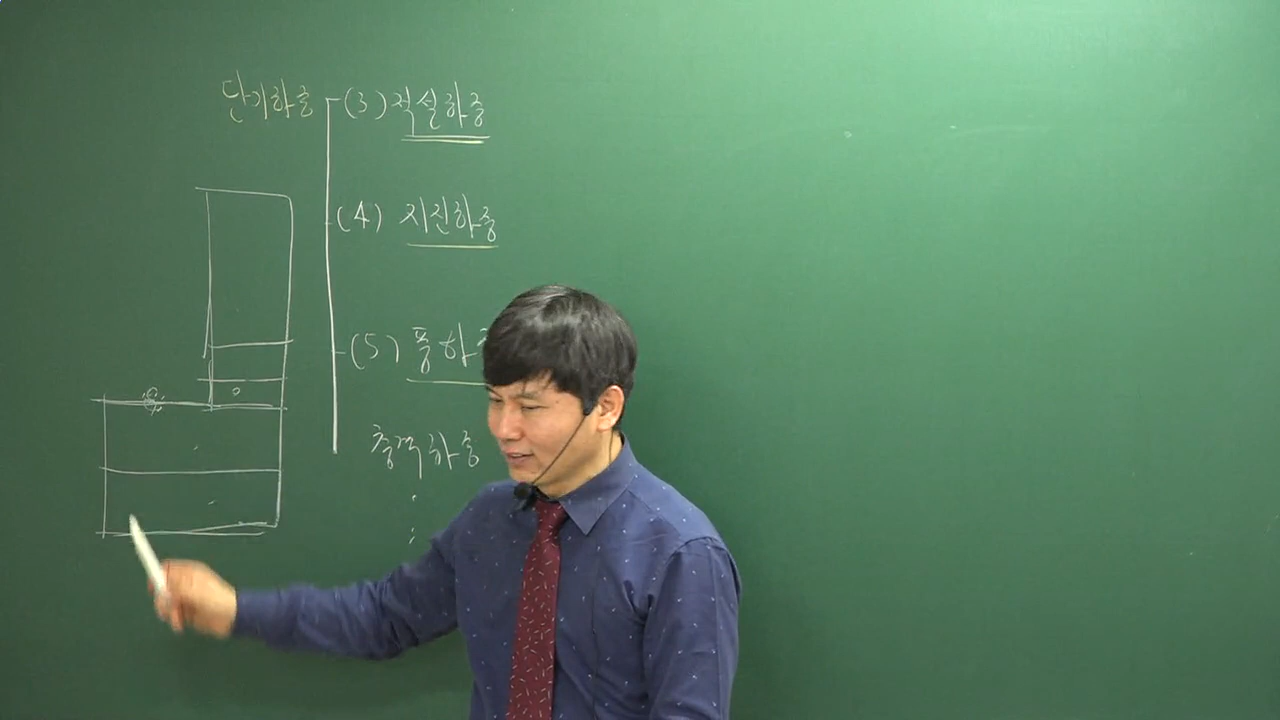 단기하중 (3) 적설하중
(4) 지진하중
(5) 풍하
충격하중